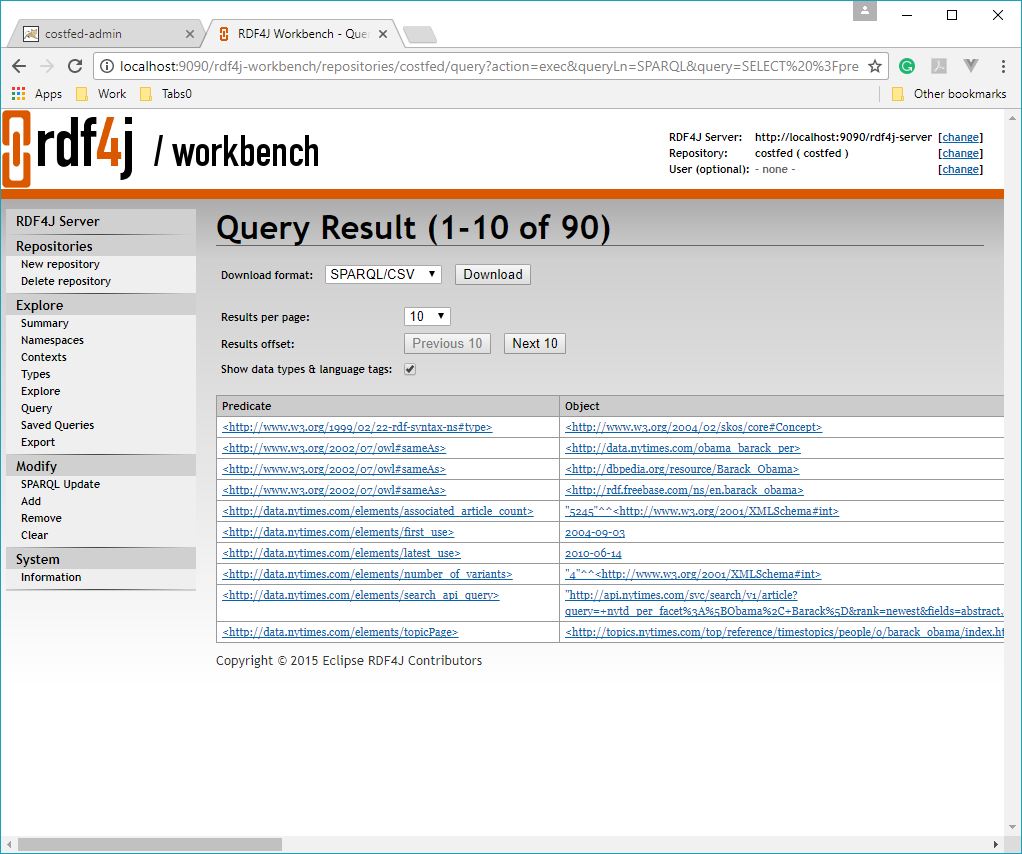 costfed-admin
RDF4J Workbench - Que
localhost:9090/rdf4j-workbench/repositories/costfed/query?action=exec&queryLn=SPARQL&query=SELECT%20%3Fpre
Apps Work Tabs0 Other bookmarks
rdf4j / workbench
RDF4J Server: http://localhost:9090/rdf4j-server [change]
Repository: costfed ( costfed ) [change]
User (optional): - none - [change]
RDF4J Server
Repositories
New repository
Delete repository
Explore
Summary
Namespaces
Contexts
Types
Explore
Query
Saved Queries
Export
Modify
SPARQL Update
Add
Remove
Clear
System
Information
Query Result (1-10 of 90)
Download format: SPARQL/CSV Download
Results per page: 10
Results offset: Previous 10 Next 10
Show data types & language tags:
Predicate Object
<http://www.w3.org/1999/02/22-rdf-syntax-ns#type> <http://www.w3.org/2004/02/skos/core#Concept>
<http://www.w3.org/2002/07/owl#sameAs> <http://data.nytimes.com/obama_barack_per>
<http://www.w3.org/2002/07/owl#sameAs> <http://dbpedia.org/resource/Barack_Obama>
<http://www.w3.org/2002/07/owl#sameAs> <http://rdf.freebase.com/ns/en.barack_obama>
<http://data.nytimes.com/elements/associated_article_count> "5245"^^<http://www.w3.org/2001/XMLSchema#int>
<http://data.nytimes.com/elements/first_use> 2004-09-03
<http://data.nytimes.com/elements/latest_use> 2010-06-14
<http://data.nytimes.com/elements/number_of_variants> "4"^^<http://www.w3.org/2001/XMLSchema#int>
<http://data.nytimes.com/elements/search_api_query> "http://api.nytimes.com/svc/search/v1/article?
query=+nytd_per_facet%3A%5BObama%2C+Barack%5D&rank=newest&fields=abstract,
<http://data.nytimes.com/elements/topicPage> <http://topics.nytimes.com/top/reference/timestopics/people/o/barack_obama/index.ht
Copyright © 2015 Eclipse RDF4J Contributors